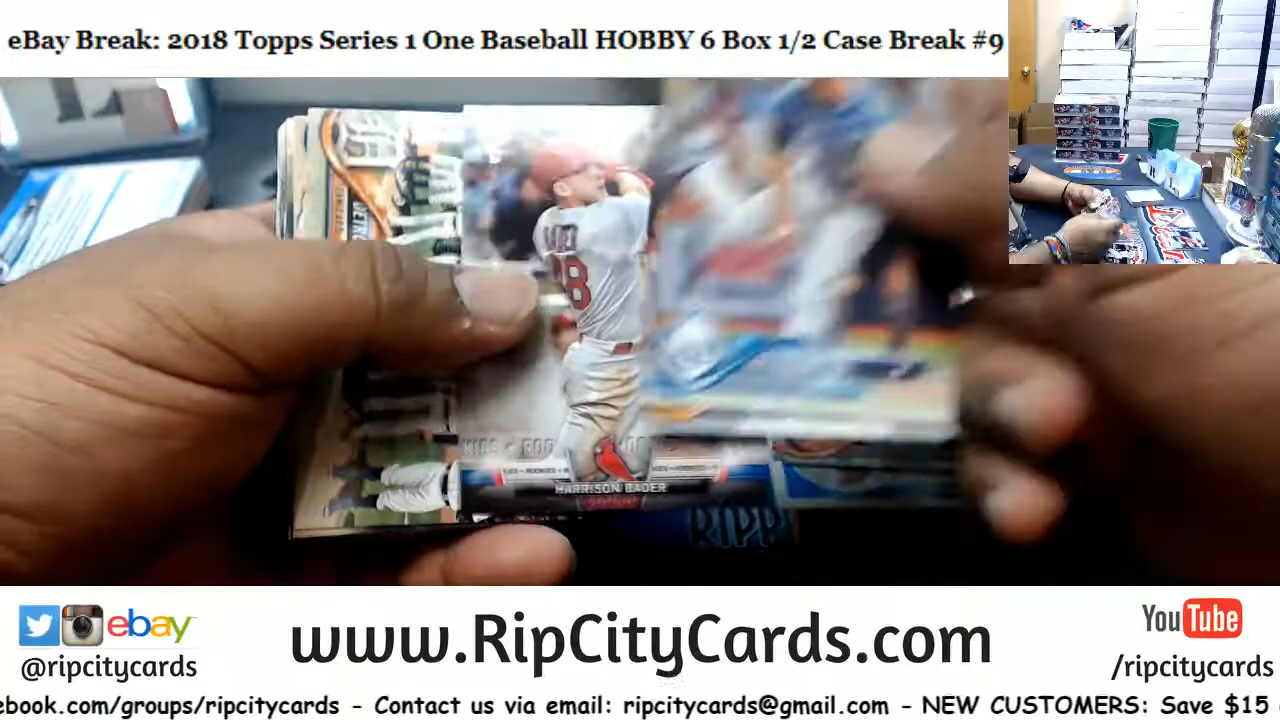 eBay Break: 2018 Topps Series 1 One Baseball HOBBY 6 Box 1/2 Case Break #9
BADER
HARRISON BADER
RIPP
ebay
www.RipCityCards.com
YouTube
@ripcitycards
/ripcitycards
ebook.com/groups/ripcitycards - Contact us via email: ripcitycards@gmail.com - NEW CUSTOMERS: Save $15